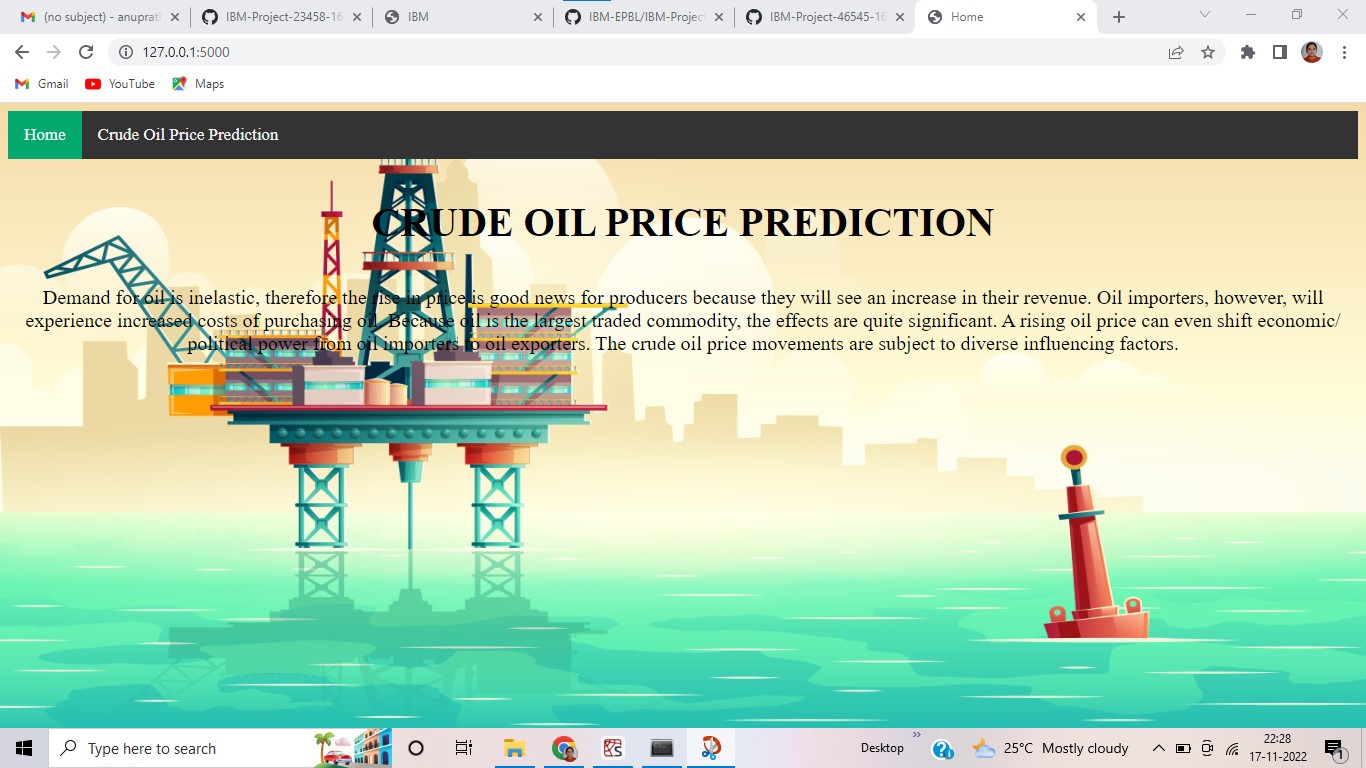 (no subject) - anuprati
IBM-Project-23458-16
IBM
IBM-EPBL/IBM-Project
IBM-Project-46545-16
Home
127.0.0.1:5000
Gmail
YouTube
Maps
Home
Crude Oil Price Prediction
CRUDE OIL PRICE PREDICTION
Demand for oil is inelastic, therefore the rise in price is good news for producers because they will see an increase in their revenue. Oil importers, however, will
experience increased costs of purchasing oil. Because oil is the largest traded commodity, the effects are quite significant. A rising oil price can even shift economic/
political power from oil importers to oil exporters. The crude oil price movements are subject to diverse influencing factors.
Type here to search
Desktop
25°C Mostly cloudy
22:28
17-11-2022
1